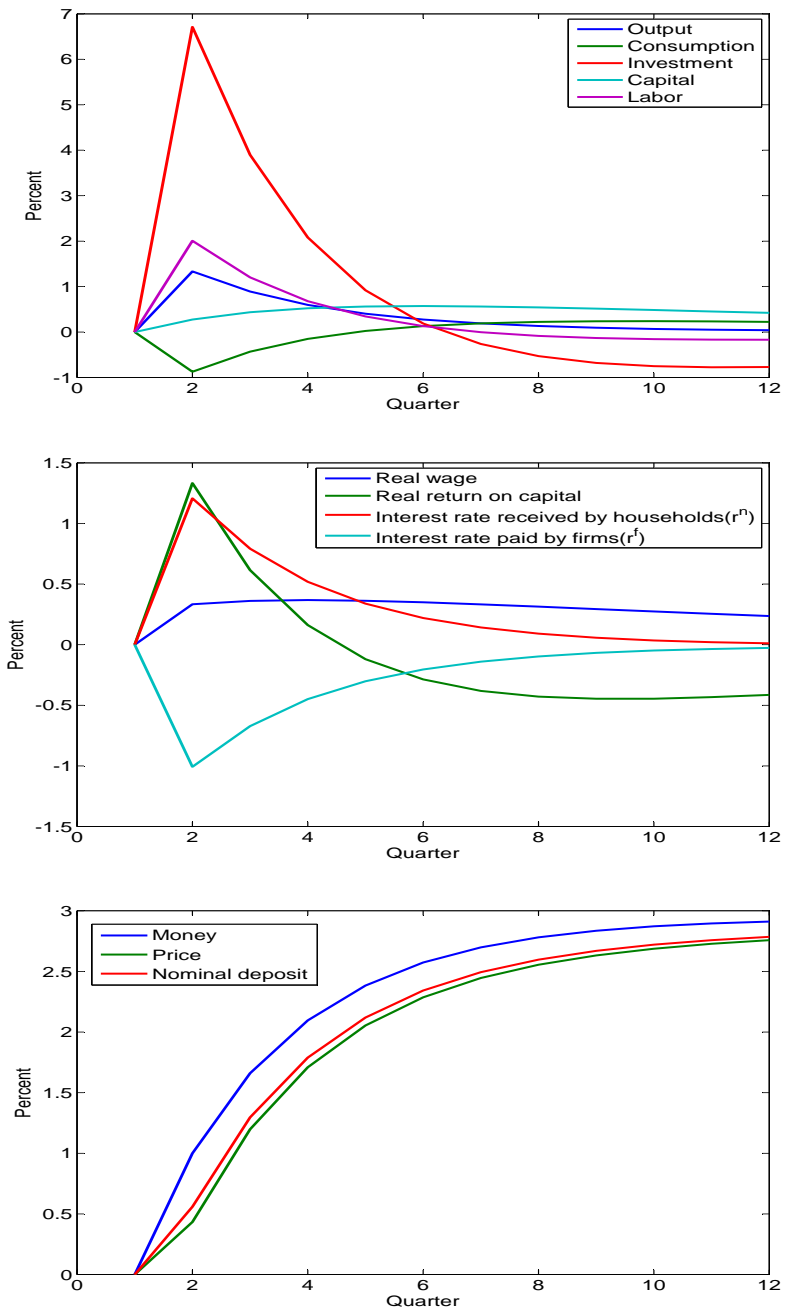 7
6
5
4
3
2
1
0
-1
Percent
Output
Consumption
Investment
Capital
Labor
0 2 4 6 8 10 12
Quarter
1.5
1
0.5
0
-0.5
-1
-1.5
Percent
Real wage
Real return on capital
Interest rate received by households(rⁿ)
Interest rate paid by firms(rᶠ)
0 2 4 6 8 10 12
Quarter
3
2.5
2
1.5
1
0.5
0
Percent
Money
Price
Nominal deposit
0 2 4 6 8 10 12
Quarter